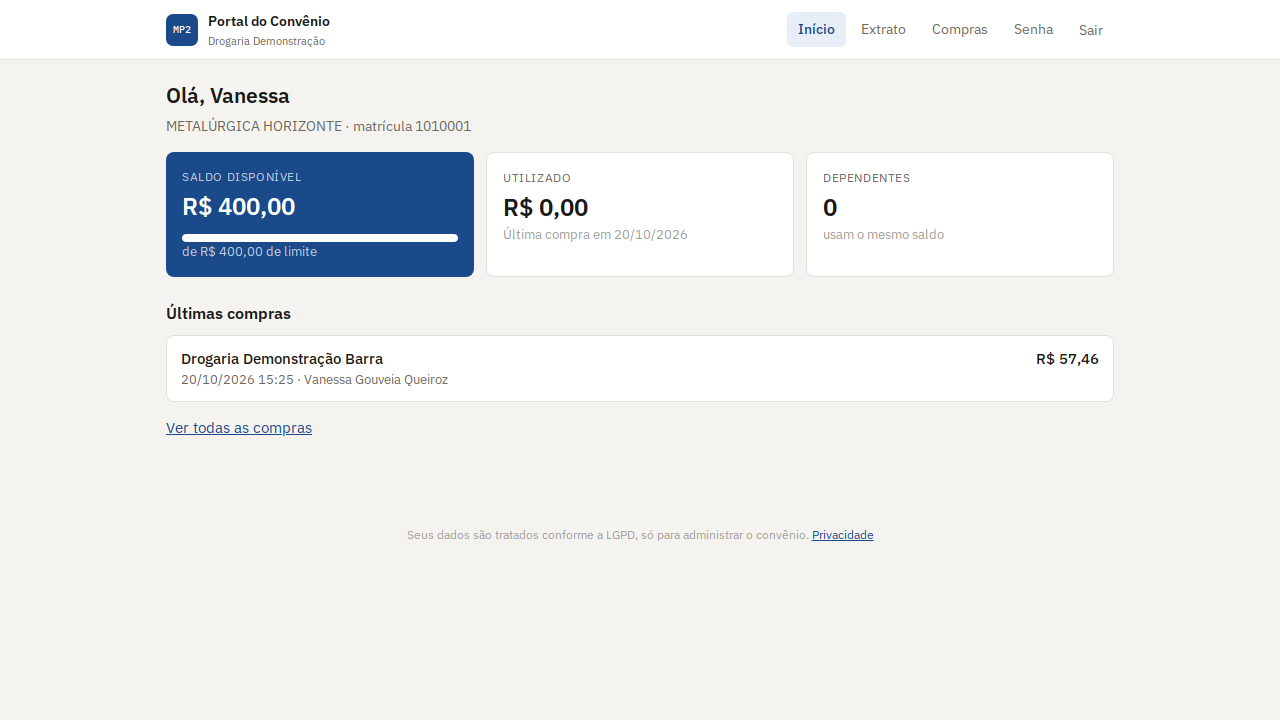 MP2
Portal do Convênio
Drogaria Demonstração
Início
Extrato
Compras
Senha
Sair
Olá, Vanessa
METALÚRGICA HORIZONTE · matrícula 1010001
SALDO DISPONÍVEL
R$ 400,00
de R$ 400,00 de limite
UTILIZADO
R$ 0,00
Última compra em 20/10/2026
DEPENDENTES
0
usam o mesmo saldo
Últimas compras
Drogaria Demonstração Barra
R$ 57,46
20/10/2026 15:25 · Vanessa Gouveia Queiroz
Ver todas as compras
Seus dados são tratados conforme a LGPD, só para administrar o convênio. Privacidade